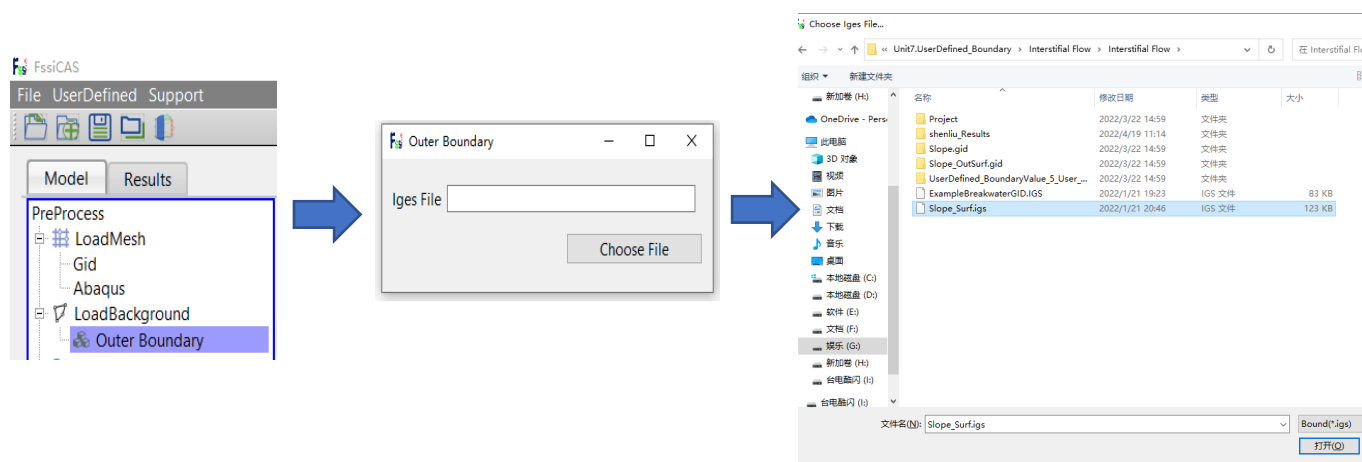 FssiCAS
File UserDefined Support
Model Results
PreProcess
LoadMesh
Gid
Abaqus
LoadBackground
Outer Boundary
Outer Boundary
Iges File
Choose File
Choose Iges File...
« Unit7.UserDefined_Boundary › Interstifial Flow › Interstifial Flow ›
在 Interstifial Flo
组织 新建文件夹
新加卷 (H:)
OneDrive - Perso
此电脑
3D 对象
视频
图片
文档
下载
音乐
桌面
本地磁盘 (C:)
本地磁盘 (D:)
软件 (E:)
文档 (F:)
娱乐 (G:)
新加卷 (H:)
台电酷闪 (I:)
台电酷闪 (I:)
名称 修改日期 类型 大小
Project 2022/3/22 14:59 文件夹
shenliu_Results 2022/4/19 11:14 文件夹
Slope.gid 2022/3/22 14:59 文件夹
Slope_OutSurf.gid 2022/3/22 14:59 文件夹
UserDefined_BoundaryValue_5_User_... 2022/3/22 14:59 文件夹
ExampleBreakwaterGID.IGS 2022/1/21 19:23 IGS 文件 83 KB
Slope_Surf.igs 2022/1/21 20:46 IGS 文件 123 KB
文件名(N): Slope_Surf.igs Bound(*.igs)
打开(O)